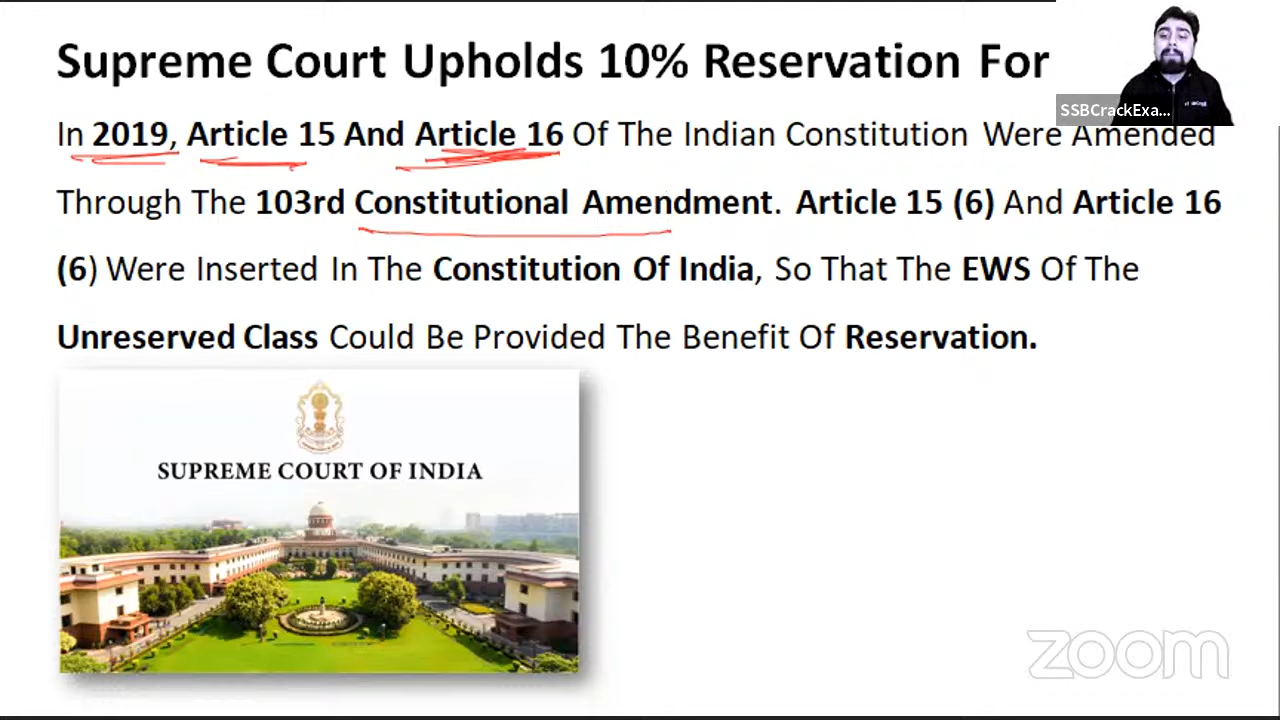 Supreme Court Upholds 10% Reservation For
SSBCrackExa...
In 2019, Article 15 And Article 16 Of The Indian Constitution Were Amended
Through The 103rd Constitutional Amendment. Article 15 (6) And Article 16
(6) Were Inserted In The Constitution Of India, So That The EWS Of The
Unreserved Class Could Be Provided The Benefit Of Reservation.
SUPREME COURT OF INDIA
zoom